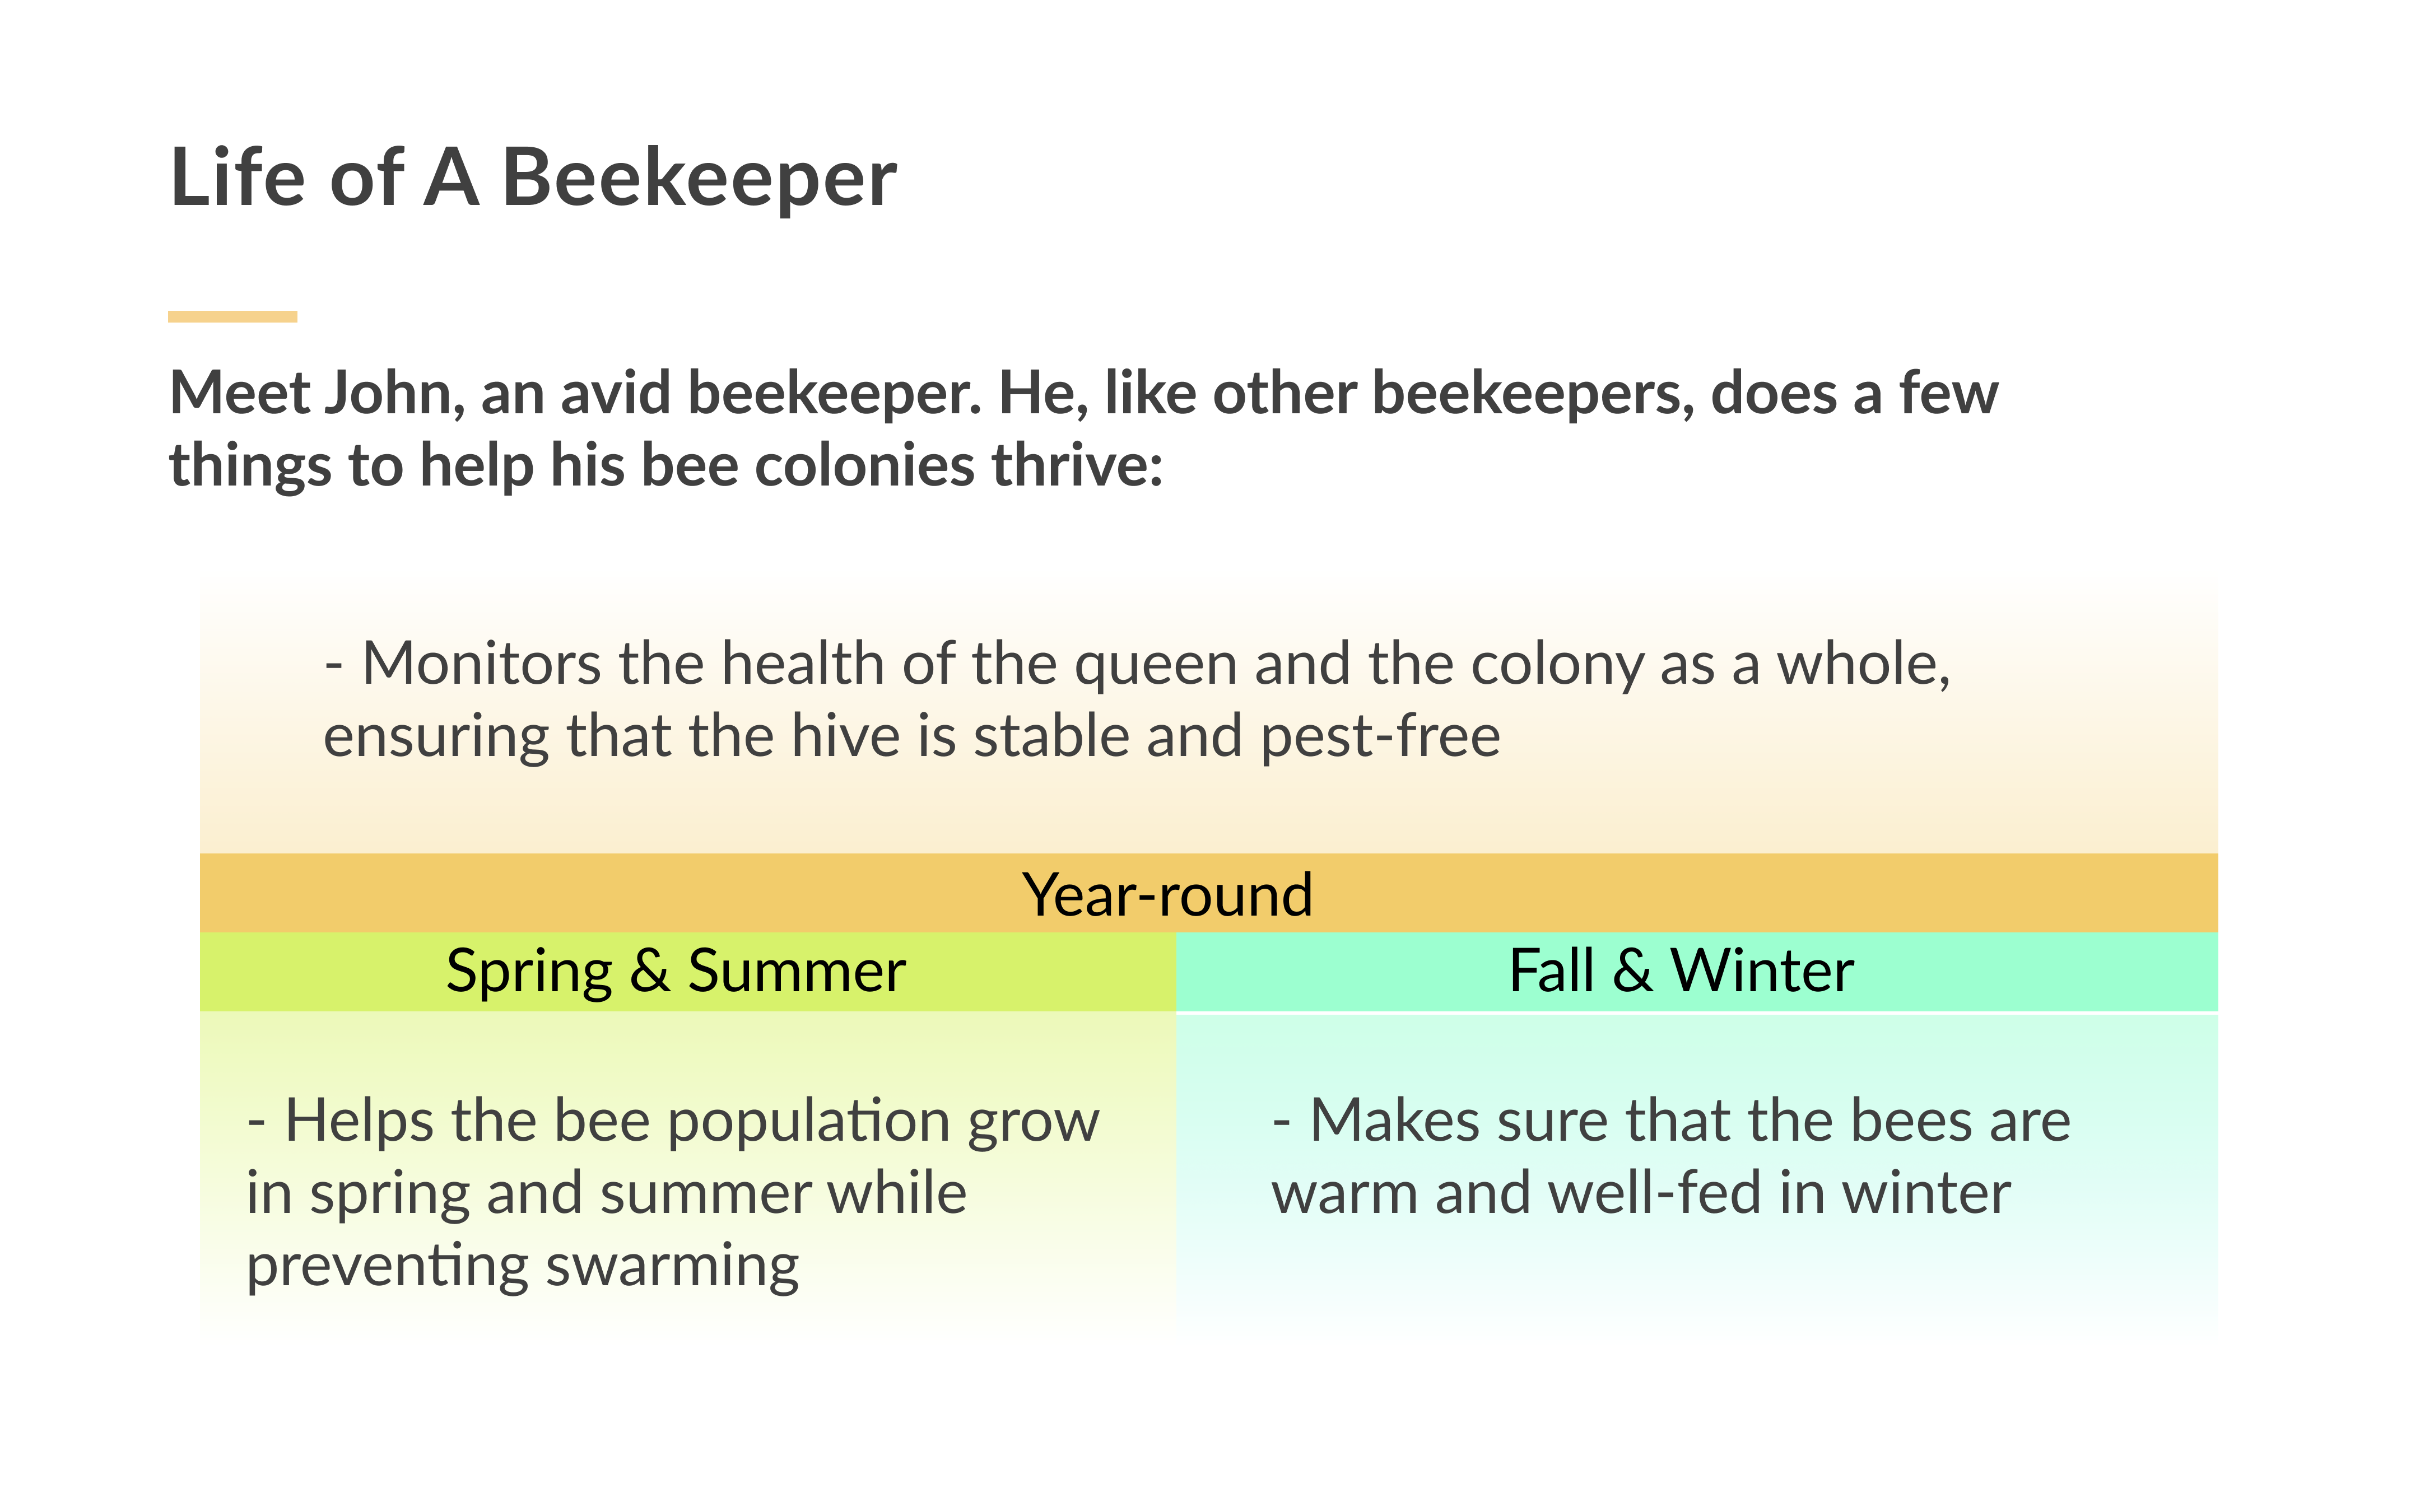 Life of A Beekeeper
Meet John, an avid beekeeper. He, like other beekeepers, does a few
things to help his bee colonies thrive:
- Monitors the health of the queen and the colony as a whole,
ensuring that the hive is stable and pest-free
Year-round
Spring & Summer
Fall & Winter
- Helps the bee population grow
in spring and summer while
preventing swarming
- Makes sure that the bees are
warm and well-fed in winter